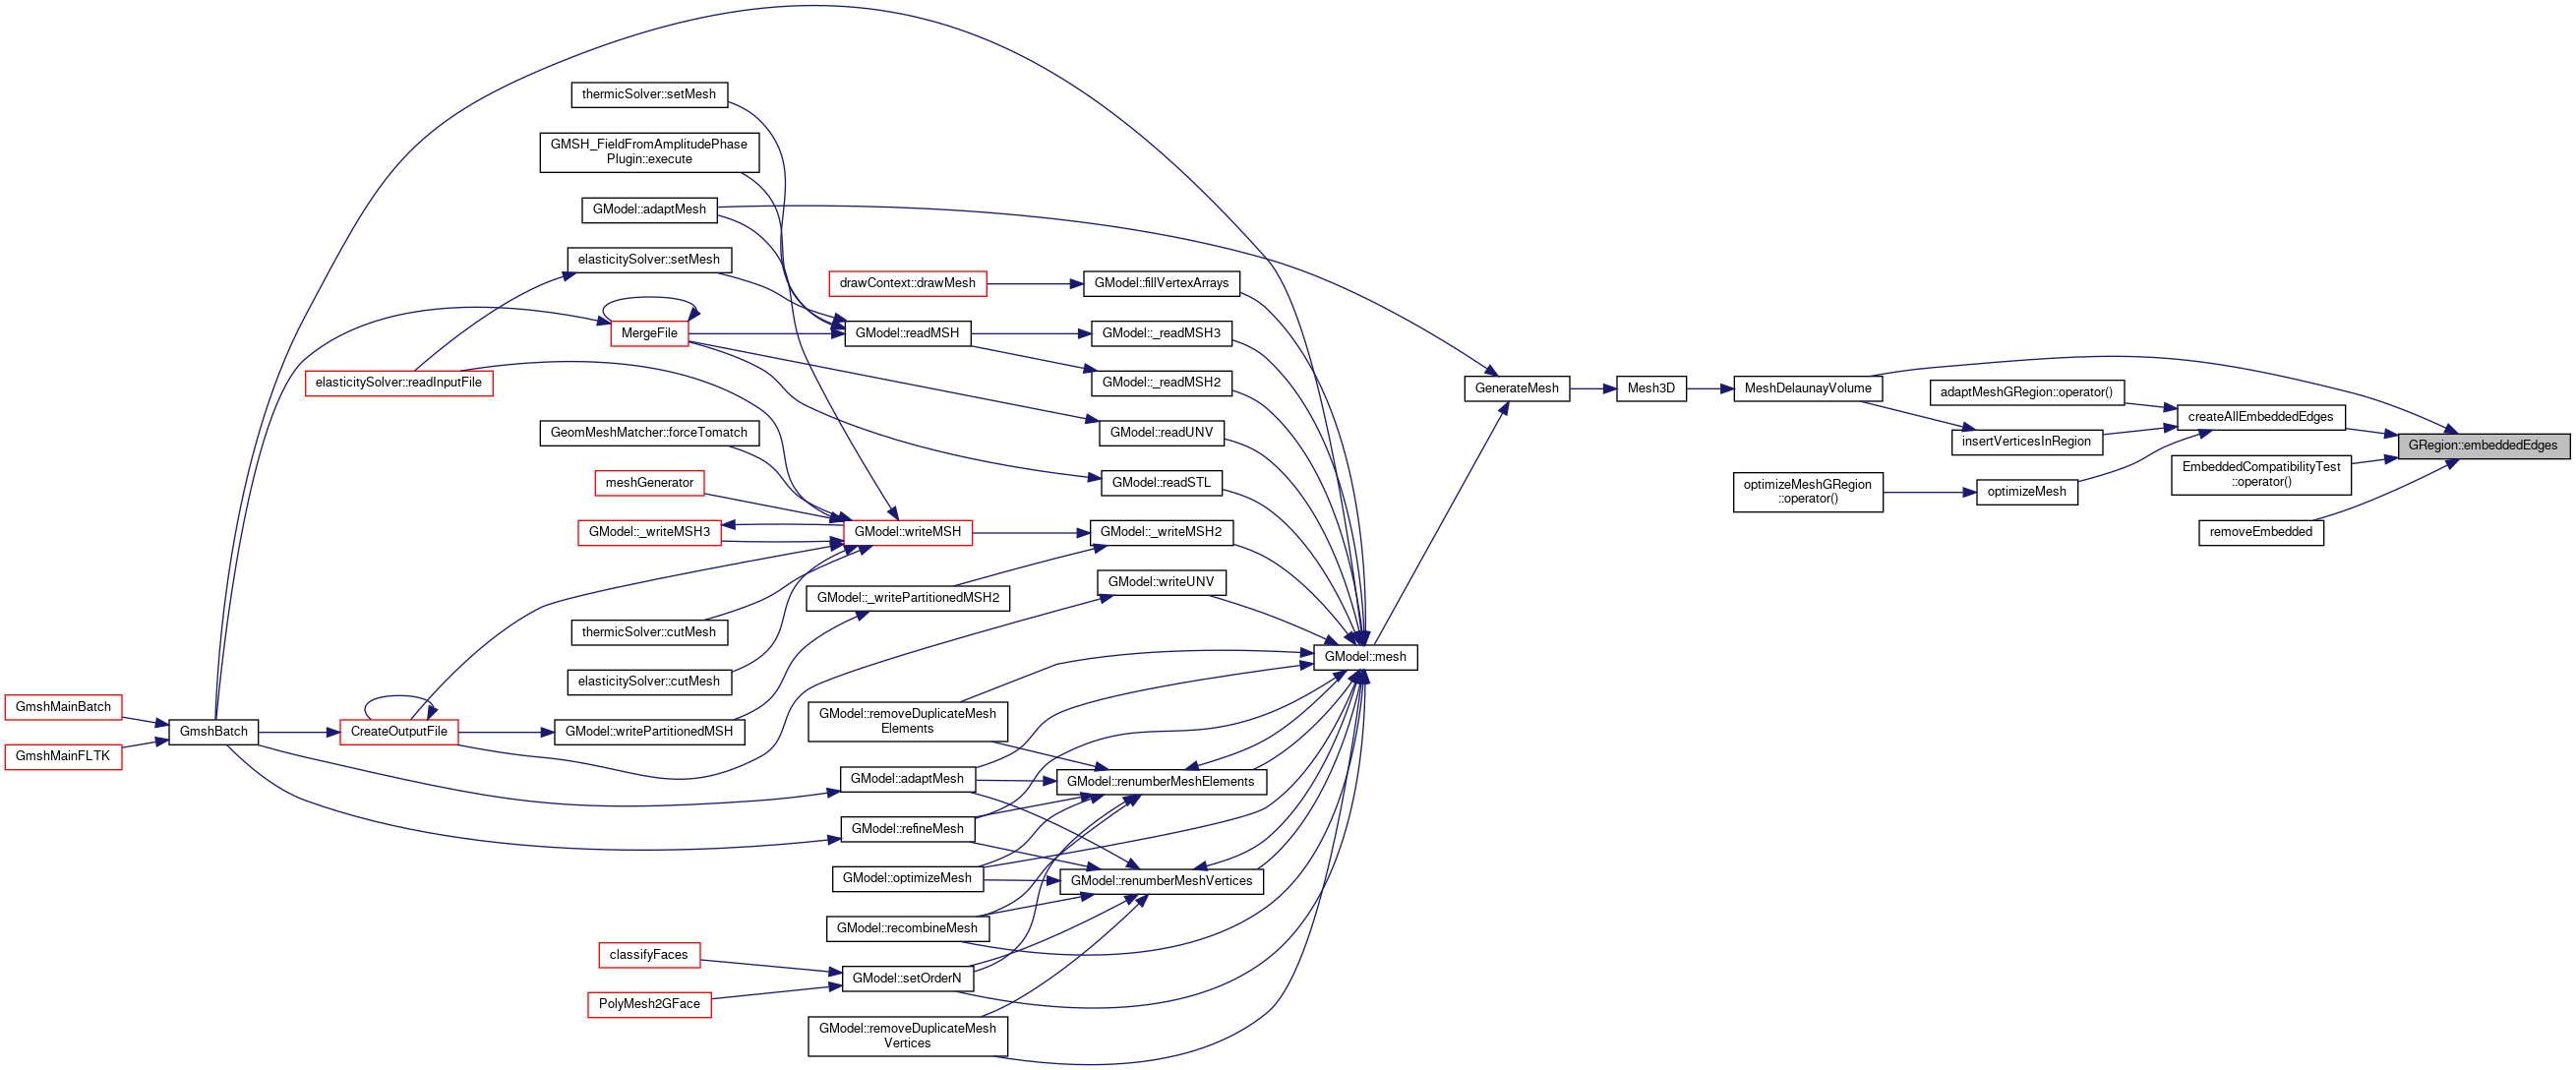 thermicSolver::setMesh
GMSH_FieldFromAmplitudePhase
Plugin::execute
GModel::adaptMesh
elasticitySolver::setMesh
drawContext::drawMesh
GModel::fillVertexArrays
MergeFile
GModel::readMSH
GModel::_readMSH3
elasticitySolver::readInputFile
GModel::_readMSH2
GenerateMesh
Mesh3D
MeshDelaunayVolume
adaptMeshGRegion::operator()
createAllEmbeddedEdges
GeomMeshMatcher::forceTomatch
GModel::readUNV
insertVerticesInRegion
GRegion::embeddedEdges
meshGenerator
GModel::readSTL
optimizeMeshGRegion
::operator()
optimizeMesh
EmbeddedCompatibilityTest
::operator()
GModel::_writeMSH3
GModel::writeMSH
GModel::_writeMSH2
removeEmbedded
GModel::writeUNV
GModel::_writePartitionedMSH2
thermicSolver::cutMesh
GModel::mesh
elasticitySolver::cutMesh
GmshMainBatch
GmshBatch
CreateOutputFile
GModel::writePartitionedMSH
GModel::removeDuplicateMesh
Elements
GmshMainFLTK
GModel::adaptMesh
GModel::renumberMeshElements
GModel::refineMesh
GModel::optimizeMesh
GModel::renumberMeshVertices
GModel::recombineMesh
classifyFaces
GModel::setOrderN
PolyMesh2GFace
GModel::removeDuplicateMesh
Vertices